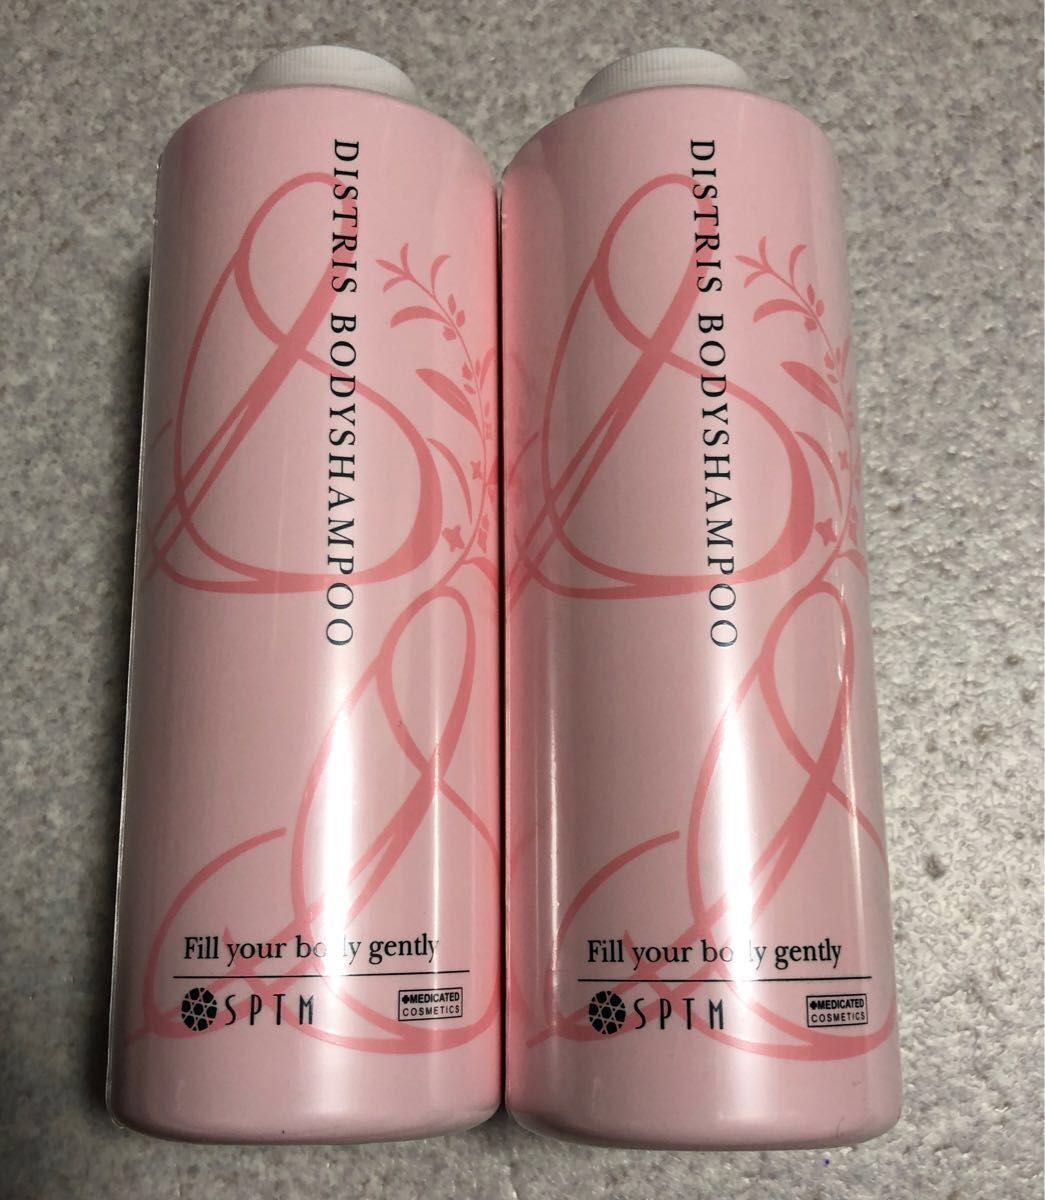 DISTRIS BODYSHAMPOO
Fill your body gently
SPTM
MEDICATED
COSMETICS
DISTRIS BODYSHAMPOO
Fill your body gently
SPTM
MEDICATED
COSMETICS